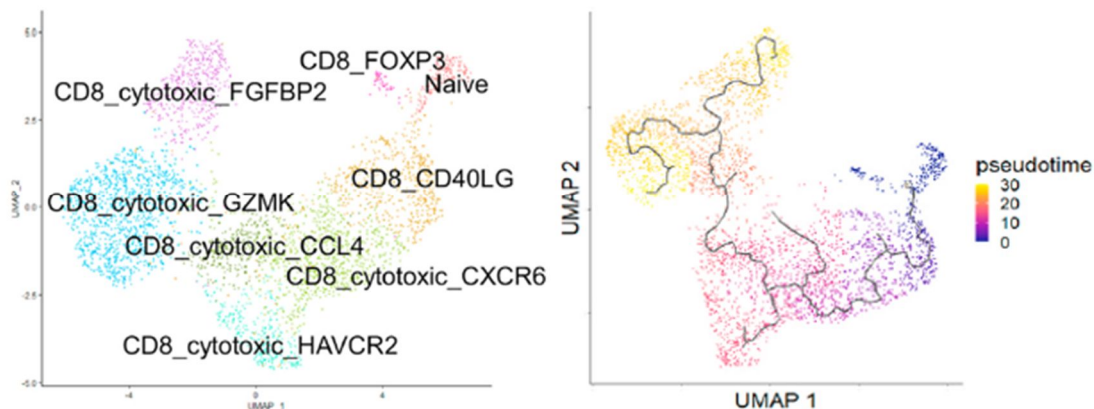 5.0
CD8_FOXP3
Naive
CD8_cytotoxic_FGFBP2
2.5
CD8_CD40LG
UMAP_2
0.0
CD8_cytotoxic_GZMK
CD8_cytotoxic_CCL4
CD8_cytotoxic_CXCR6
-2.5
CD8_cytotoxic_HAVCR2
-5.0
-4
0
4
UMAP_1
UMAP 2
pseudotime
30
20
10
0
UMAP 1